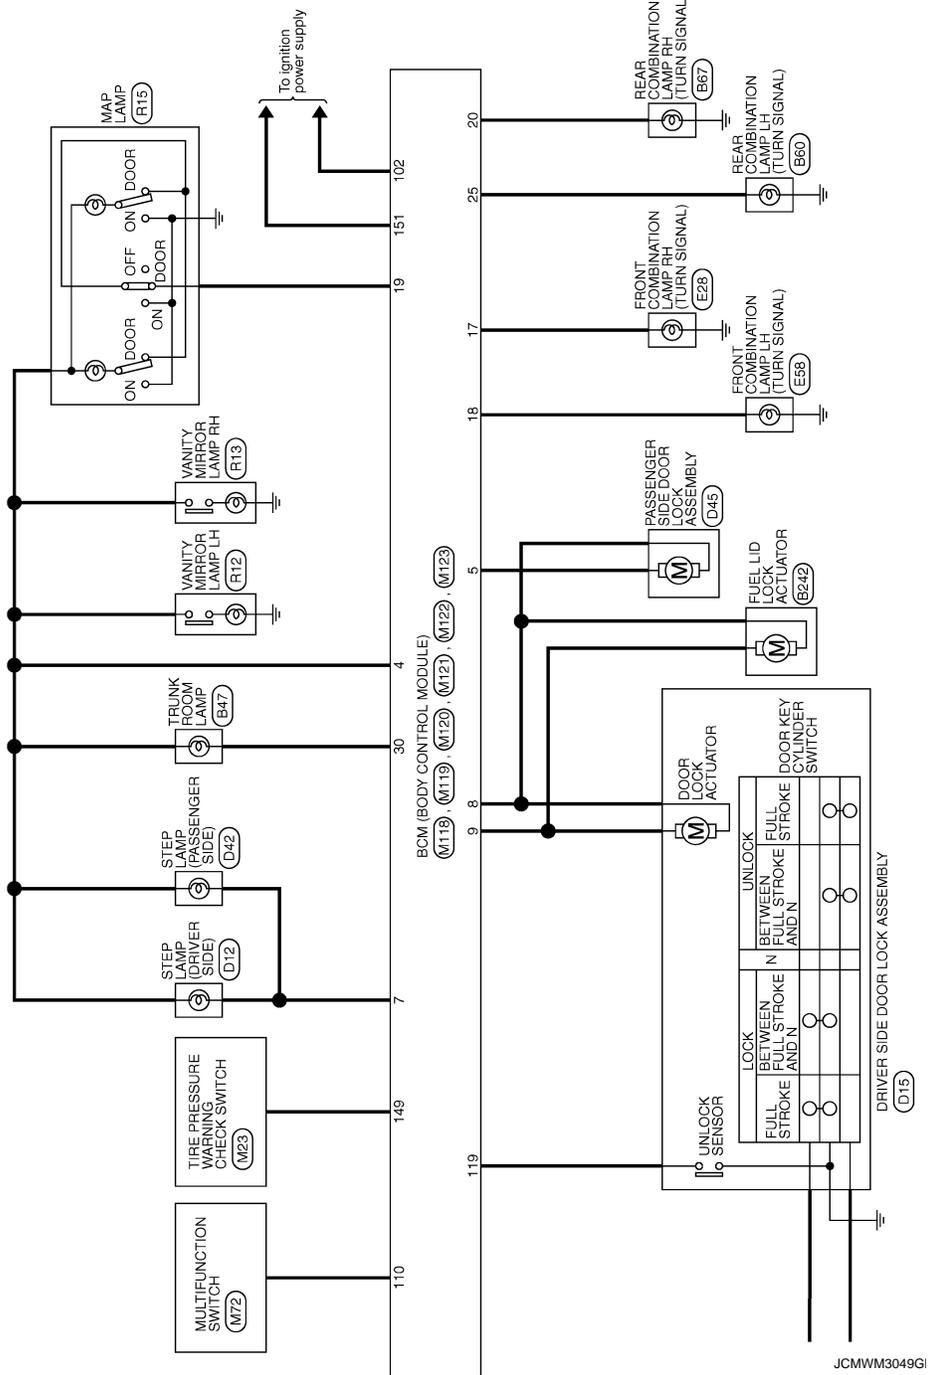 To ignition
power supply
MAP
LAMP
R15
DOOR
ON
OFF
DOOR
ON
DOOR
ON
VANITY
MIRROR
LAMP RH
R13
VANITY
MIRROR
LAMP LH
R12
TRUNK
ROOM
LAMP
B47
STEP
LAMP
(PASSENGER
SIDE)
D42
STEP
LAMP
(DRIVER
SIDE)
D12
TIRE PRESSURE
WARNING
CHECK SWITCH
M23
MULTIFUNCTION
SWITCH
M72
102
151
19
4
30
7
149
110
BCM (BODY CONTROL MODULE)
M118 , M119 , M120 , M121 , M122 , M123
20
25
17
18
5
8
9
119
REAR
COMBINATION
LAMP RH
(TURN SIGNAL
B67
REAR
COMBINATION
LAMP LH
(TURN SIGNAL)
B60
FRONT
COMBINATION
LAMP RH
(TURN SIGNAL)
E28
FRONT
COMBINATION
LAMP LH
(TURN SIGNAL)
E58
PASSENGER
SIDE DOOR
LOCK
ASSEMBLY
D45
M
FUEL LID
LOCK
ACTUATOR
B242
M
DOOR
LOCK
ACTUATOR
M
DOOR KEY
CYLINDER
SWITCH
UNLOCK
FULL
STROKE
BETWEEN
FULL STROKE
AND N
N
LOCK
BETWEEN
FULL STROKE
AND N
FULL
STROKE
UNLOCK
SENSOR
DRIVER SIDE DOOR LOCK ASSEMBLY
D15
JCMWM3049G